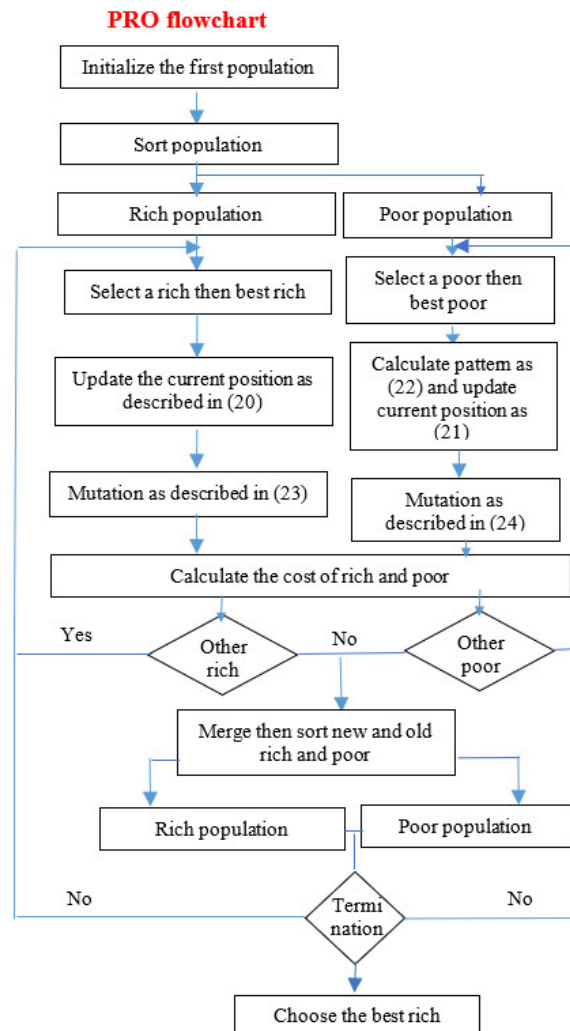 PRO flowchart
Initialize the first population
Sort population
Rich population
Poor population
Select a rich then best rich
Select a poor then
best poor
Update the current position as
described in (20)
Calculate pattern as
(22) and update
current position as
(21)
Mutation as described in (23)
Mutation as
described in (24)
Calculate the cost of rich and poor
Yes
Other
rich
No
Other
poor
Merge then sort new and old
rich and poor
Rich population
Poor population
No
Termi
nation
No
Choose the best rich